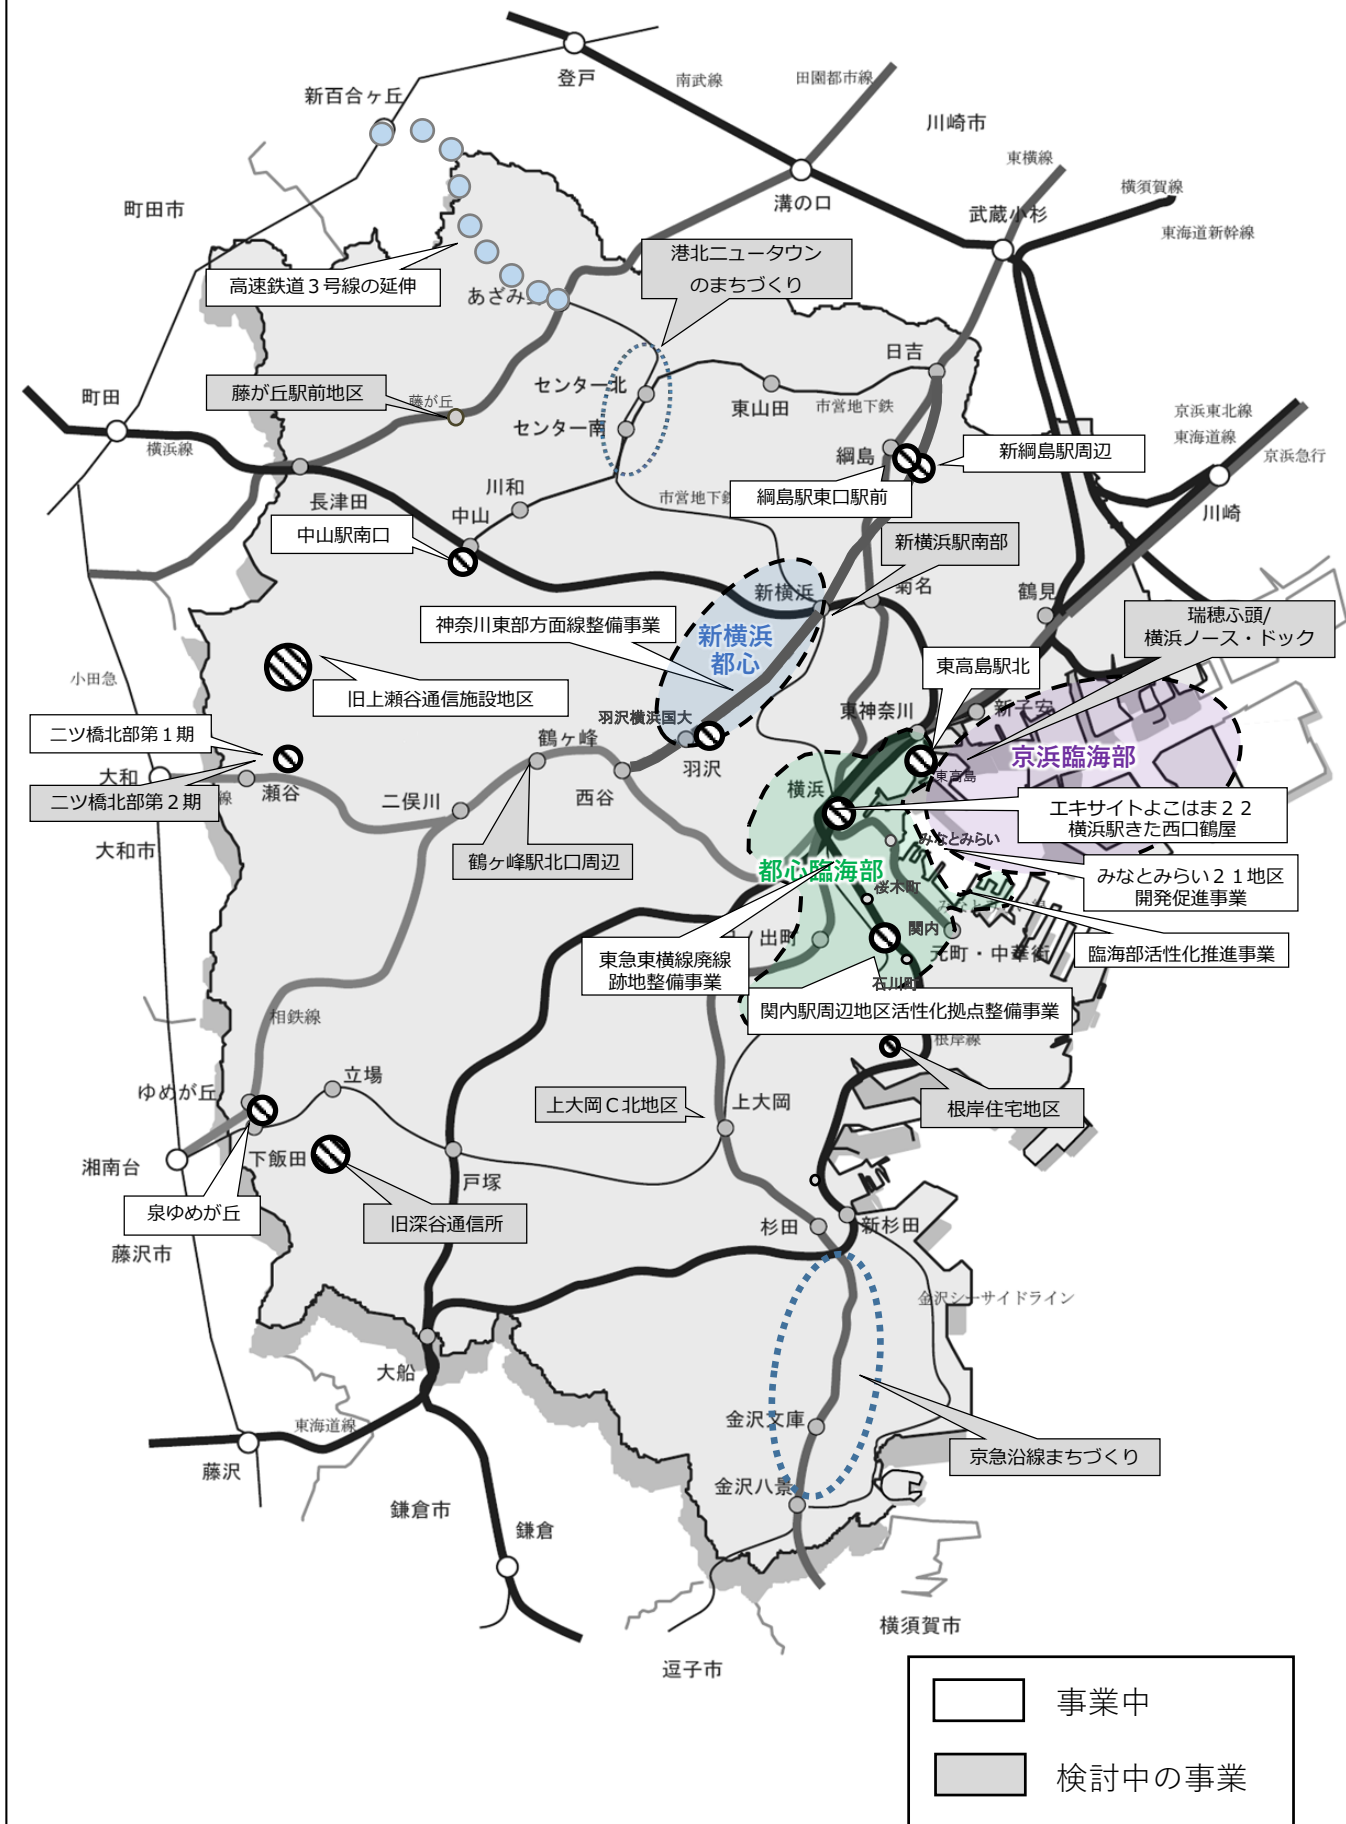 登戸
南武線
田園都市線
新百合ヶ丘
川崎市
東横線
横須賀線
町田市
溝の口
武蔵小杉
東海道新幹線
港北ニュータウン
のまちづくり
高速鉄道３号線の延伸
あざみ
日吉
町田
藤が丘駅前地区
藤が丘
センター北
東山田
市営地下鉄
京浜東北線
東海道線
京浜急行
横浜線
センター南
綱島
新綱島駅周辺
長津田
川和
市営地下鉄
綱島駅東口駅前
川崎
中山
中山駅南口
新横浜駅南部
新横浜
菊名
鶴見
神奈川東部方面線整備事業
新横浜
都心
瑞穂ふ頭/
横浜ノース・ドック
東高島駅北
小田急
旧上瀬谷通信施設地区
羽沢横浜国大
東神奈川
新子安
二ツ橋北部第１期
鶴ヶ峰
羽沢
京浜臨海部
大和
線
瀬谷
二ツ橋北部第２期
二俣川
西谷
横浜
東高島
エキサイトよこはま２２
横浜駅きた西口鶴屋
大和市
鶴ヶ峰駅北口周辺
みなとみらい
都心臨海部
みなとみらい２１地区
開発促進事業
桜木町
関内
ノ出町
元町・中華街
臨海部活性化推進事業
東急東横線廃線
跡地整備事業
石川町
関内駅周辺地区活性化拠点整備事業
相鉄線
根岸線
ゆめが丘
立場
上大岡Ｃ北地区
上大岡
根岸住宅地区
湘南台
下飯田
戸塚
泉ゆめが丘
旧深谷通信所
杉田
新杉田
藤沢市
金沢シーサイドライン
大船
東海道線
金沢文庫
京急沿線まちづくり
藤沢
金沢八景
鎌倉市
鎌倉
横須賀市
逗子市
事業中
検討中の事業